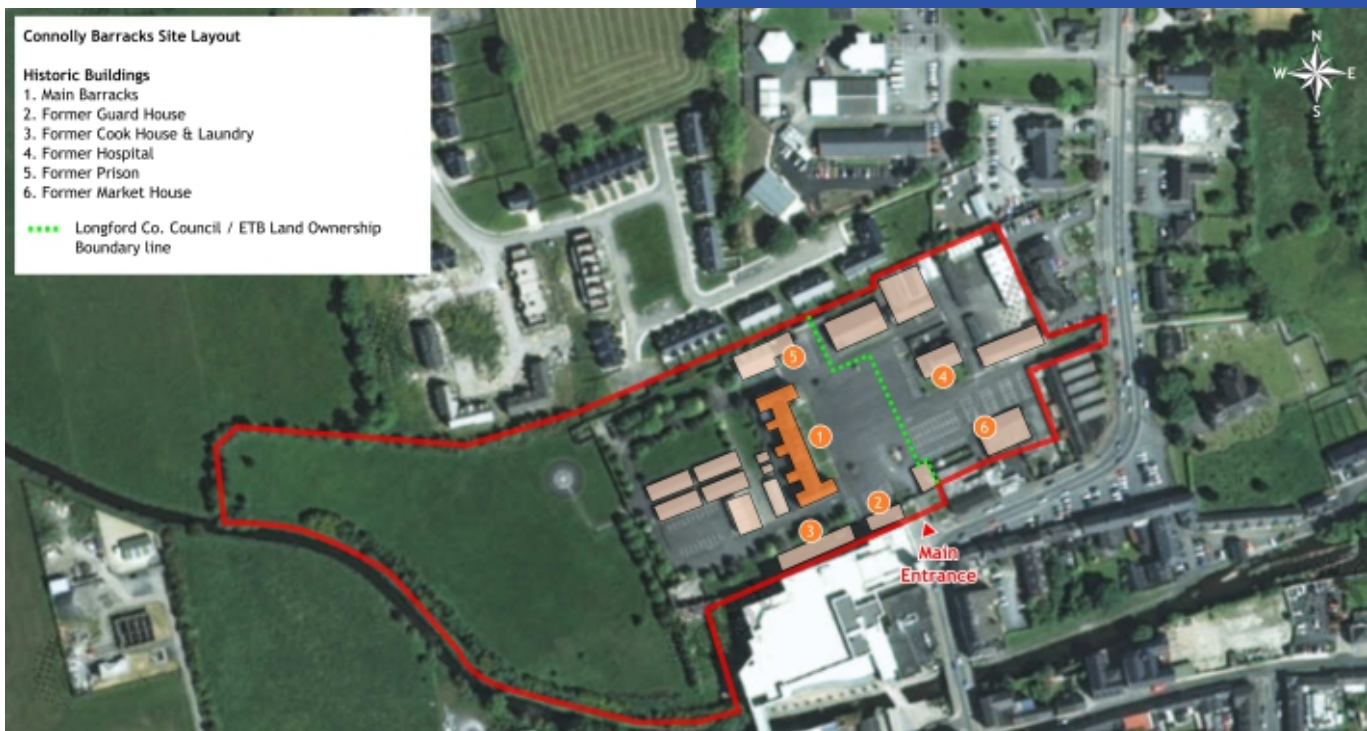 Connolly Barracks Site Layout
Historic Buildings
1. Main Barracks
2. Former Guard House
3. Former Cook House & Laundry
4. Former Hospital
5. Former Prison
6. Former Market House
Longford Co. Council / ETB Land Ownership
Boundary line
N
W
E
S
5
4
1
6
2
3
Main
Entrance